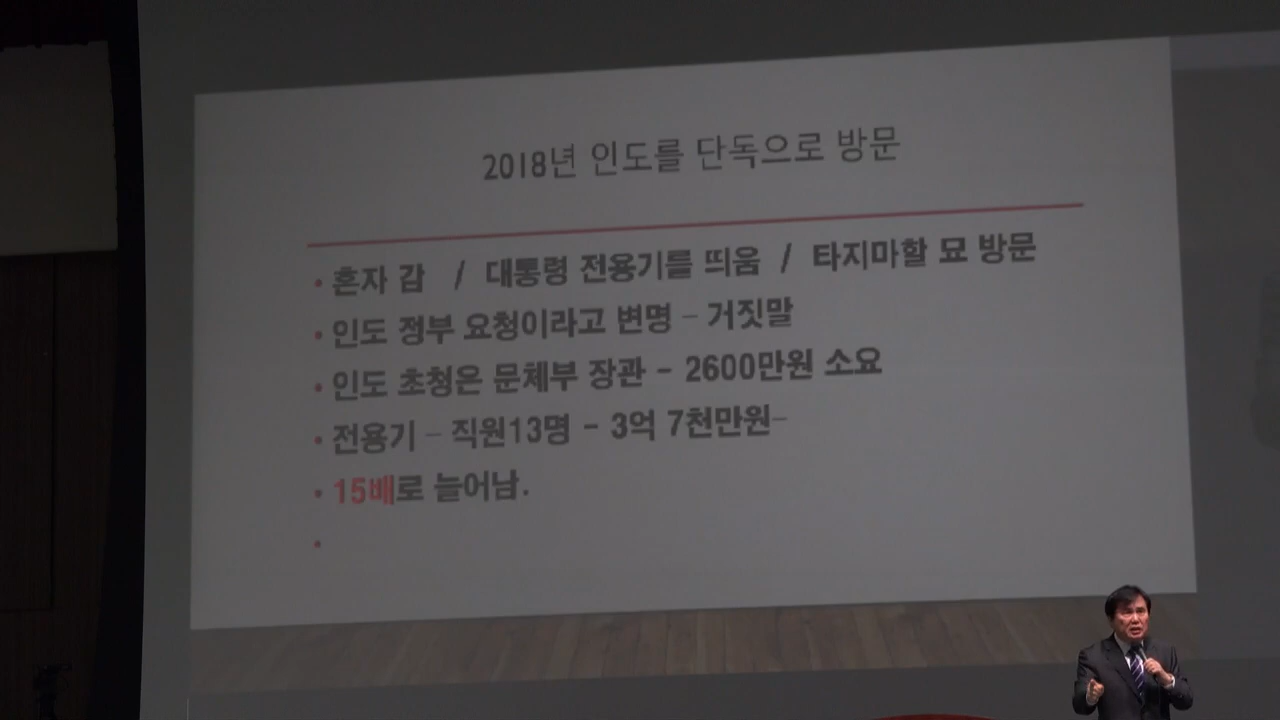 2018년 인도를 단독으로 방문
• 혼자 감 / 대통령 전용기를 띄움 / 타지마할 묘 방문
• 인도 정부 요청이라고 변명 – 거짓말
• 인도 초청은 문체부 장관 – 2600만원 소요
• 전용기 – 직원13명 – 3억 7천만원–
• 15배로 늘어남.
•